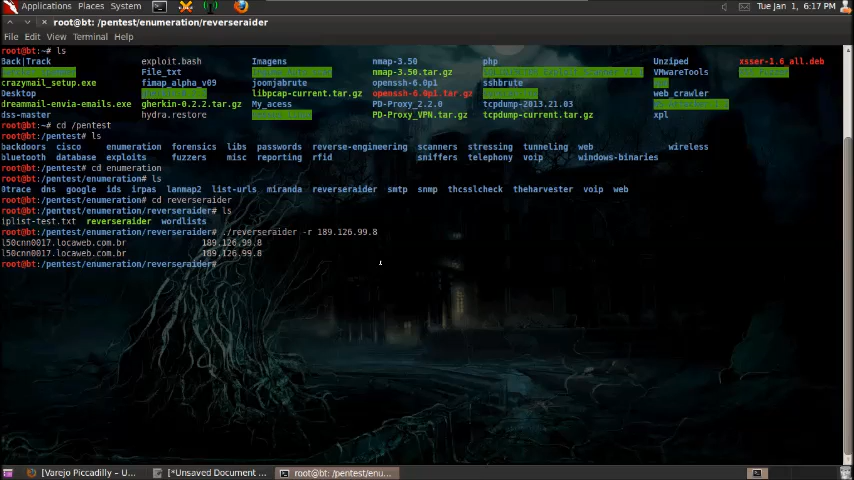 Applications Places System Tue Jan 1, 6:17 PM
root@bt: /pentest/enumeration/reverseraider
File Edit View Terminal Help
root@bt:~# ls
Back|Track exploit.bash Imagens nmap-3.50 php Unziped xsser-1.6_all.deb
File_txt nmap-3.50.tar.gz VMwareTools
crazymail_setup.exe fimap_alpha_v09 joomjabruta openssh-6.0p1 sshbrute
Desktop libpcap-current.tar.gz openssh-6.0p1.tar.gz web_crawler
dreammail-envia-emails.exe gherkin-0.2.2.tar.gz My_acess PD-Proxy_2.2.0 tcpdump-2013.21.03
dss-master hydra.restore PD-Proxy_VPN.tar.gz tcpdump-current.tar.gz xpl
root@bt:~# cd /pentest
root@bt:/pentest# ls
backdoors cisco enumeration forensics libs passwords reverse-engineering scanners stressing tunneling web wireless
bluetooth database exploits fuzzers misc reporting rfid sniffers telephony voip windows-binaries
root@bt:/pentest# cd enumeration
root@bt:/pentest/enumeration# ls
0trace dns google ids irpas lanmap2 list-urls miranda reverseraider smtp snmp thcsslcheck theharvester voip web
root@bt:/pentest/enumeration# cd reverseraider
root@bt:/pentest/enumeration/reverseraider# ls
iplist-test.txt reverseraider wordlists
root@bt:/pentest/enumeration/reverseraider# ./reverseraider -r 189.126.99.8
l50cnn0017.locaweb.com.br 189.126.99.8
l50cnn0017.locaweb.com.br 189.126.99.8
root@bt:/pentest/enumeration/reverseraider#
[Varejo Piccadilly – U... [*Unsaved Document ... root@bt: /pentest/enu...